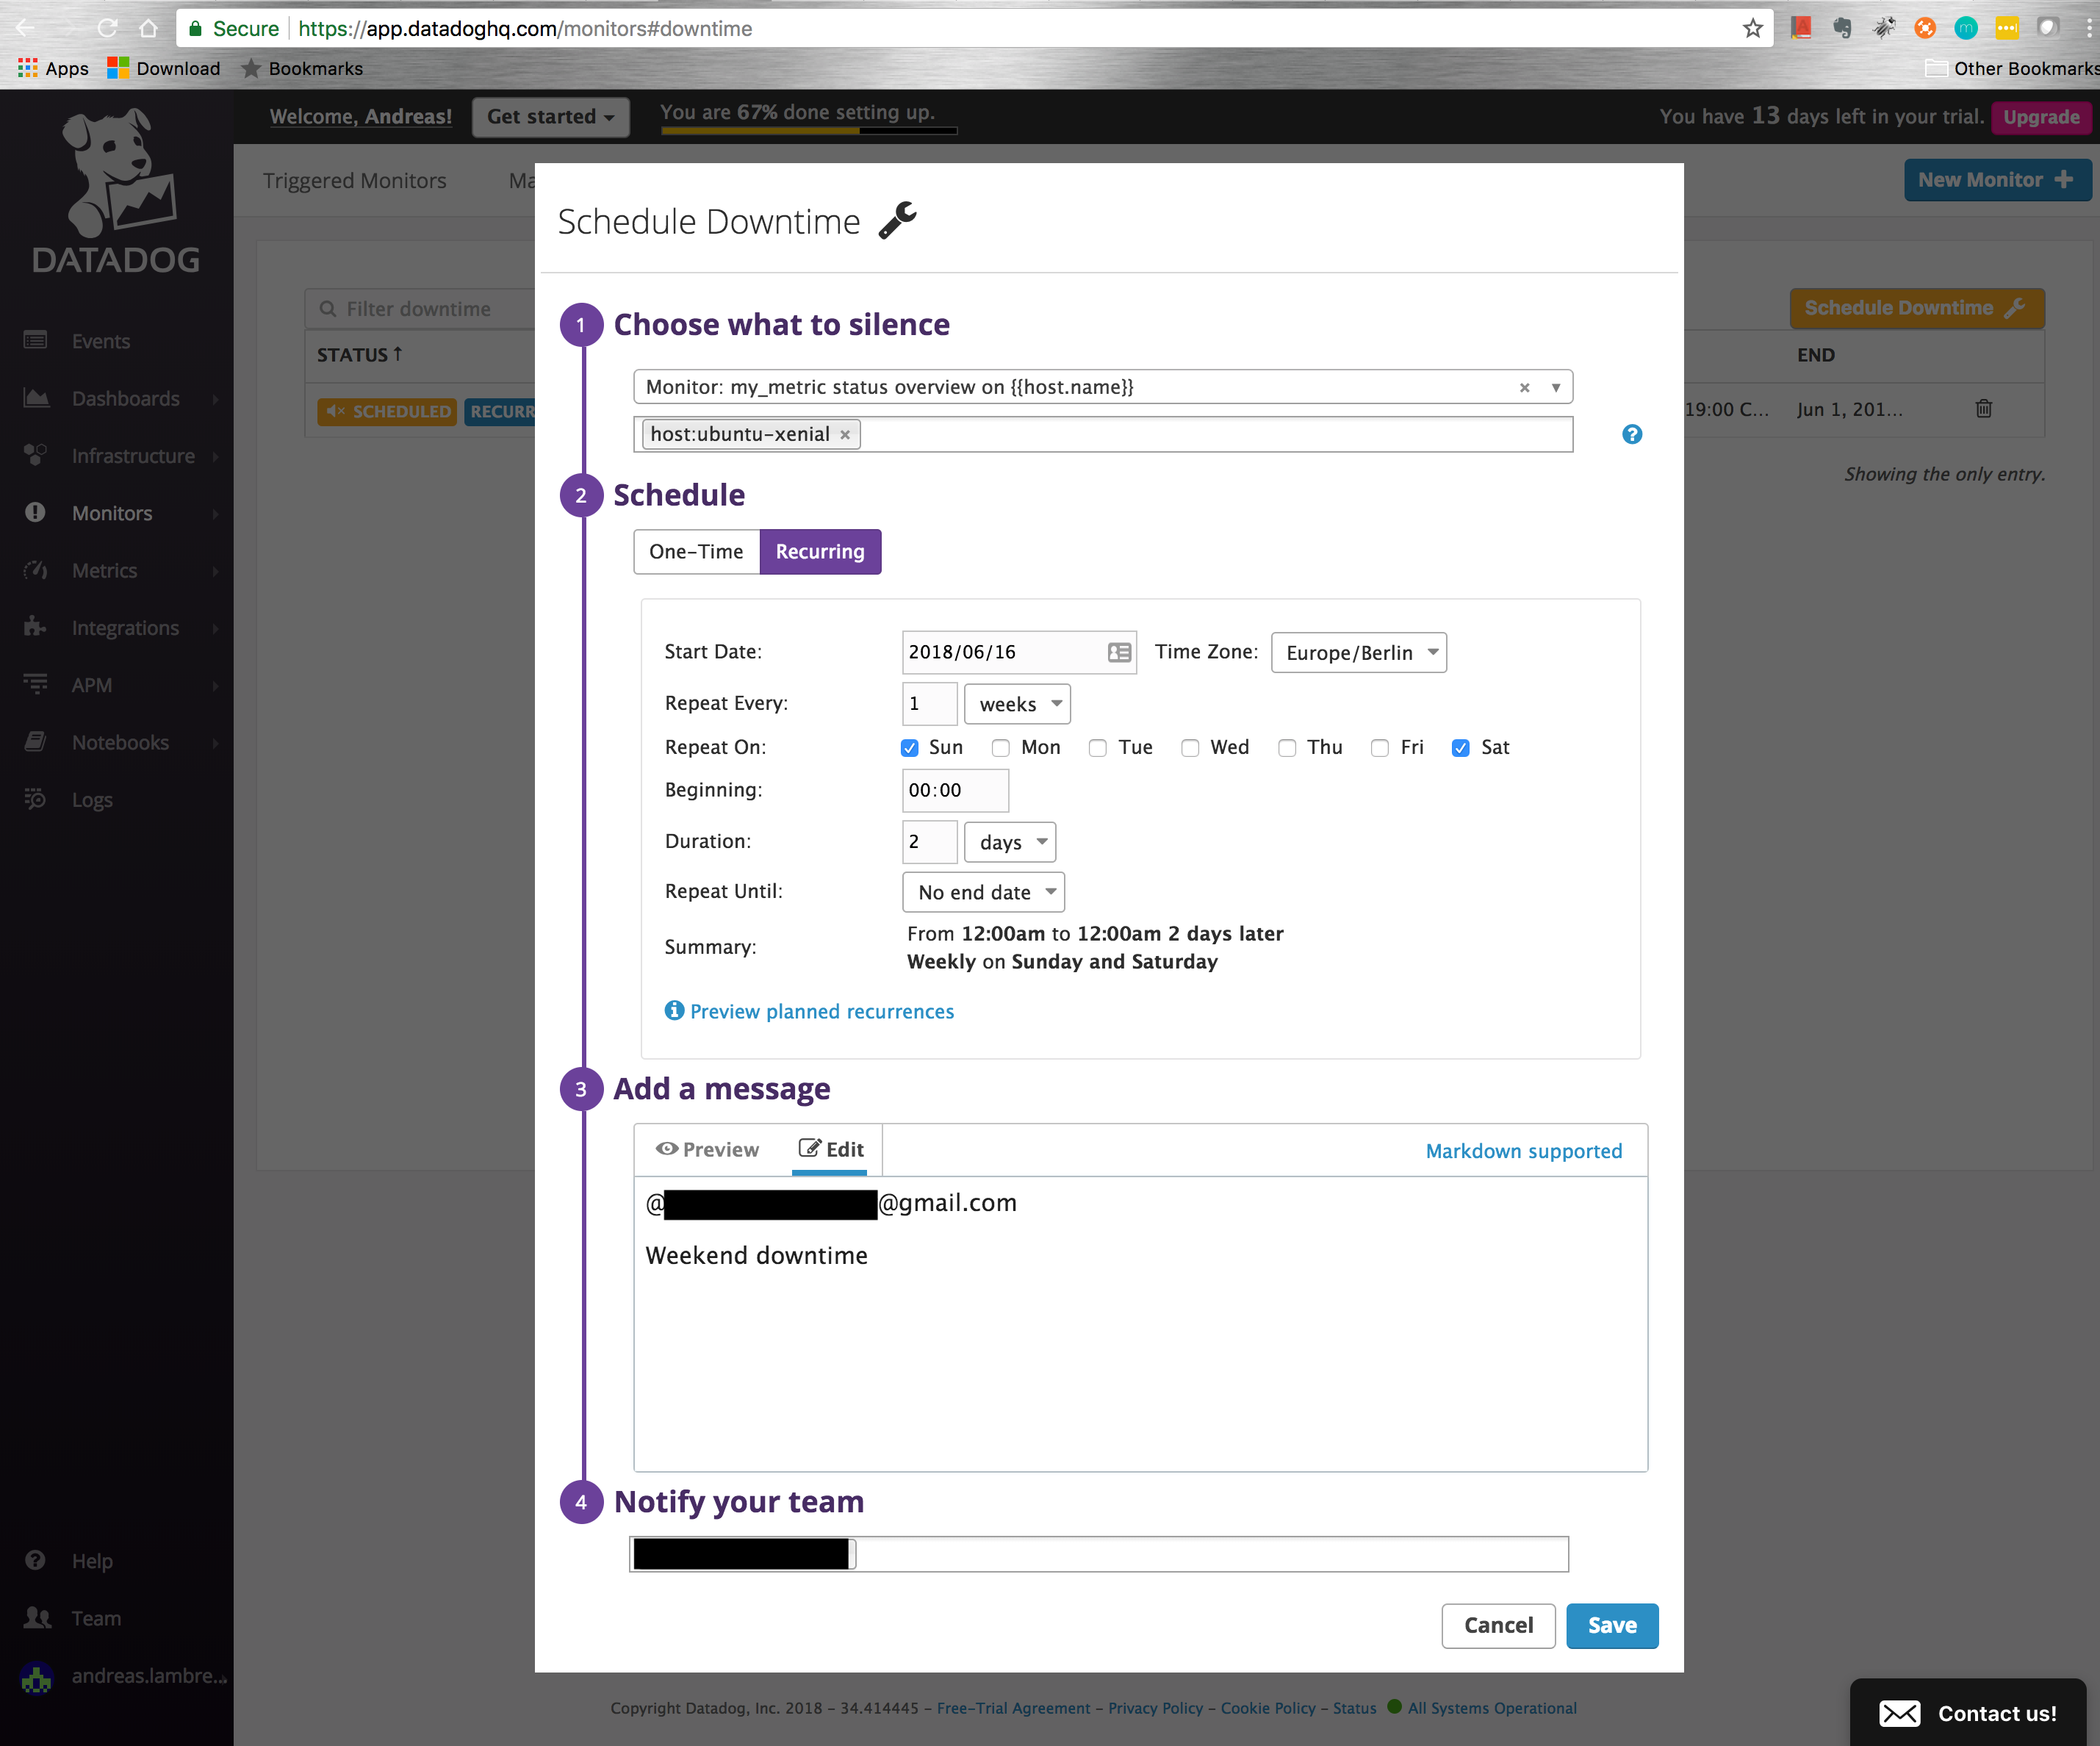 Secure https://app.datadoghq.com/monitors#downtime
Apps Download Bookmarks Other Bookmarks
Welcome, Andreas! Get started You are 67% done setting up. You have 13 days left in your trial. Upgrade
DATADOG
Triggered Monitors Ma
New Monitor +
Schedule Downtime
Filter downtime
Schedule Downtime
STATUS ↑ END
SCHEDULED RECURR 19:00 C... Jun 1, 201...
Showing the only entry.
Events
Dashboards
Infrastructure
Monitors
Metrics
Integrations
APM
Notebooks
Logs
Help
Team
andreas.lambre...
1 Choose what to silence
Monitor: my_metric status overview on {{host.name}} × ▼
host:ubuntu-xenial × ?
2 Schedule
One-Time Recurring
Start Date: 2018/06/16 Time Zone: Europe/Berlin
Repeat Every: 1 weeks
Repeat On: Sun Mon Tue Wed Thu Fri Sat
Beginning: 00:00
Duration: 2 days
Repeat Until: No end date
Summary: From 12:00am to 12:00am 2 days later
Weekly on Sunday and Saturday
Preview planned recurrences
3 Add a message
Preview Edit Markdown supported
@ @gmail.com
Weekend downtime
4 Notify your team
Cancel Save
Copyright Datadog, Inc. 2018 - 34.414445 - Free-Trial Agreement - Privacy Policy - Cookie Policy - Status All Systems Operational
Contact us!